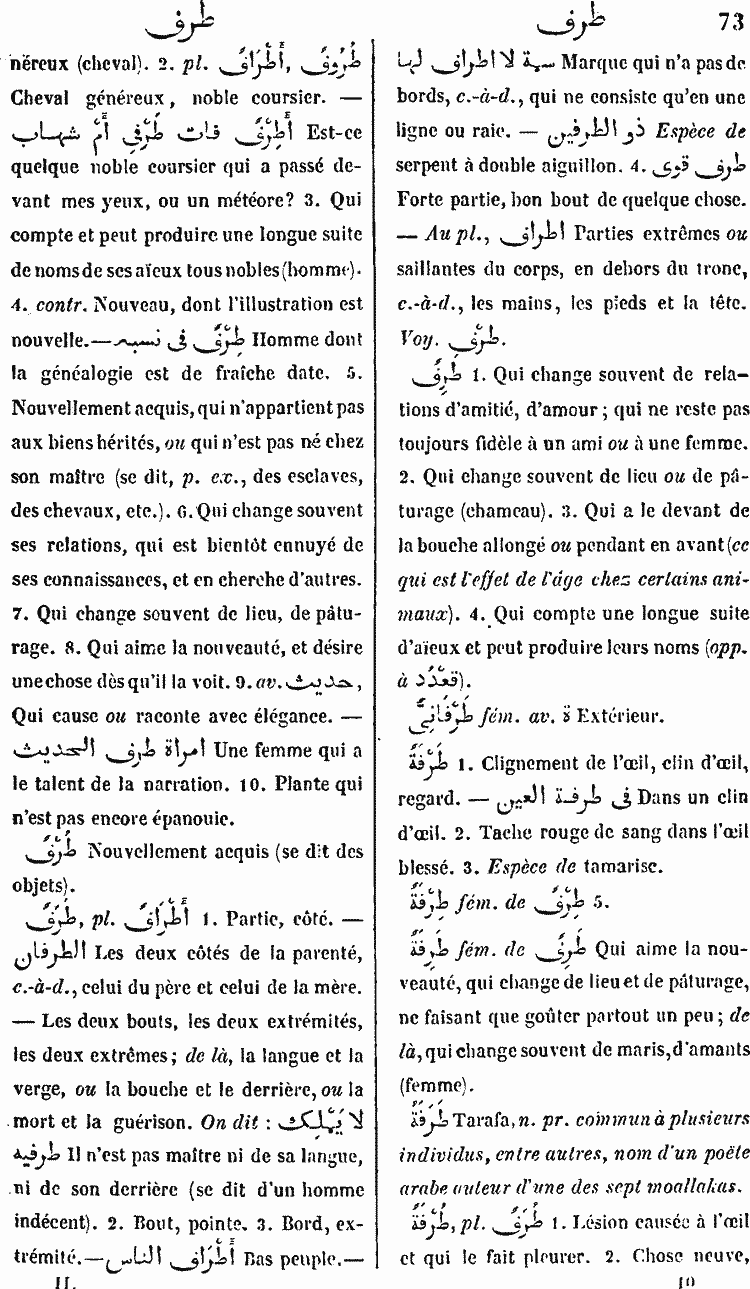 طرف
طرف
73
néreux (cheval). 2. pl. طُرُوفٌ, أَطْرَافٌ
Cheval généreux, noble coursier. —
أَطِرْفٌ فات طَرْفِى أَمْ شهاب Est-ce
quelque noble coursier qui a passé de-
vant mes yeux, ou un météore? 3. Qui
compte et peut produire une longue suite
de noms de ses aïeux tous nobles (homme).
4. contr. Nouveau, dont l'illustration est
nouvelle.— طِرْفٌ فى نسبه Homme dont
la généalogie est de fraîche date. 5.
Nouvellement acquis, qui n'appartient pas
aux biens hérités, ou qui n'est pas né chez
son maître (se dit, p. ex., des esclaves,
des chevaux, etc.). 6. Qui change souvent
ses relations, qui est bientôt ennuyé de
ses connaissances, et en cherche d'autres.
7. Qui change souvent de lieu, de pâtu-
rage. 8. Qui aime la nouveauté, et désire
une chose dès qu'il la voit. 9. av. حديث,
Qui cause ou raconte avec élégance. —
امراة طرف الحديث Une femme qui a
le talent de la narration. 10. Plante qui
n'est pas encore épanouie.
طُرْفٌ Nouvellement acquis (se dit des
objets).
طَرَفٌ, pl. أَطْرَافٌ 1. Partie, côté. —
الطرفان Les deux côtés de la parenté,
c.-à-d., celui du père et celui de la mère.
— Les deux bouts, les deux extrémités,
les deux extrêmes; de là, la langue et la
verge, ou la bouche et le derrière, ou la
mort et la guérison. On dit : لا يَمْلِكُ
طرفيه Il n'est pas maître ni de sa langue,
ni de son derrière (se dit d'un homme
indécent). 2. Bout, pointe. 3. Bord, ex-
trémité.— أَطْرَافُ الناس Bas peuple.—
II.
سمة لا اطراف لها Marque qui n'a pas de
bords, c.-à-d., qui ne consiste qu'en une
ligne ou raie. — ذو الطرفين Espèce de
serpent à double aiguillon. 4. طرف قوى
Forte partie, bon bout de quelque chose.
— Au pl., اطراف Parties extrêmes ou
saillantes du corps, en dehors du tronc,
c.-à-d., les mains, les pieds et la tête.
Voy. طرف.
طَرِفٌ 1. Qui change souvent de rela-
tions d'amitié, d'amour; qui ne reste pas
toujours fidèle à un ami ou à une femme.
2. Qui change souvent de lieu ou de pâ-
turage (chameau). 3. Qui a le devant de
la bouche allongé ou pendant en avant (ce
qui est l'effet de l'âge chez certains ani-
maux). 4. Qui compte une longue suite
d'aïeux et peut produire leurs noms (opp.
à قعدد).
طَرَفَانِىٌّ fém. av. ة Extérieur.
طَرْفَةٌ 1. Clignement de l'œil, clin d'œil,
regard. — فى طرفة العين Dans un clin
d'œil. 2. Tache rouge de sang dans l'œil
blessé. 3. Espèce de tamarisc.
طِرْفَةٌ fém. de طِرْفٌ 5.
طَرِفَةٌ fém. de طَرِفٌ Qui aime la nou-
veauté, qui change de lieu et de pâturage,
ne faisant que goûter partout un peu; de
là, qui change souvent de maris, d'amants
(femme).
طَرَفَةُ Tarafa, n. pr. commun à plusieurs
individus, entre autres, nom d'un poëte
arabe auteur d'une des sept moallakas.
طُرْفَةٌ, pl. طُرَفٌ 1. Lésion causée à l'œil
et qui le fait pleurer. 2. Chose neuve,
10